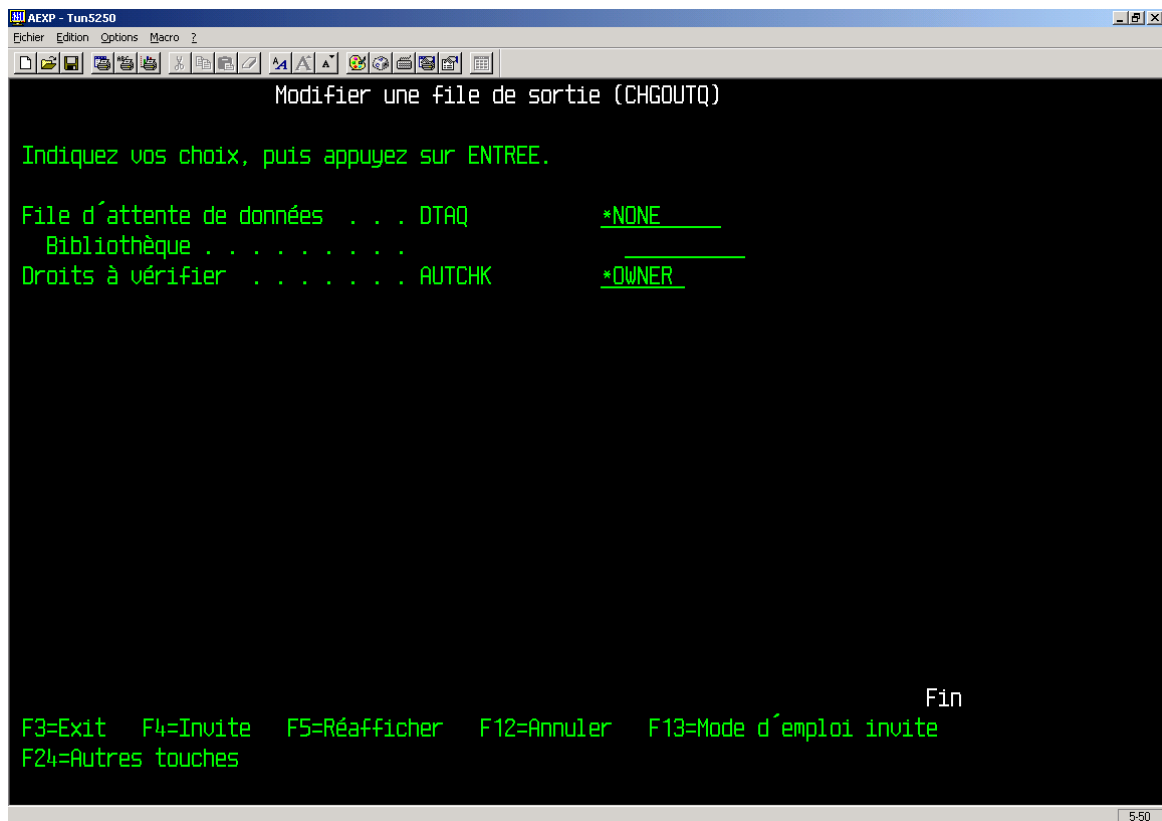 AEXP - Tun5250
Fichier Edition Options Macro ?
Modifier une file de sortie (CHGOUTQ)
Indiquez vos choix, puis appuyez sur ENTREE.
File d´attente de données . . . DTAQ *NONE
Bibliothèque . . . . . . . . .
Droits à vérifier . . . . . . . AUTCHK *OWNER
Fin
F3=Exit F4=Invite F5=Réafficher F12=Annuler F13=Mode d´emploi invite
F24=Autres touches
5-50